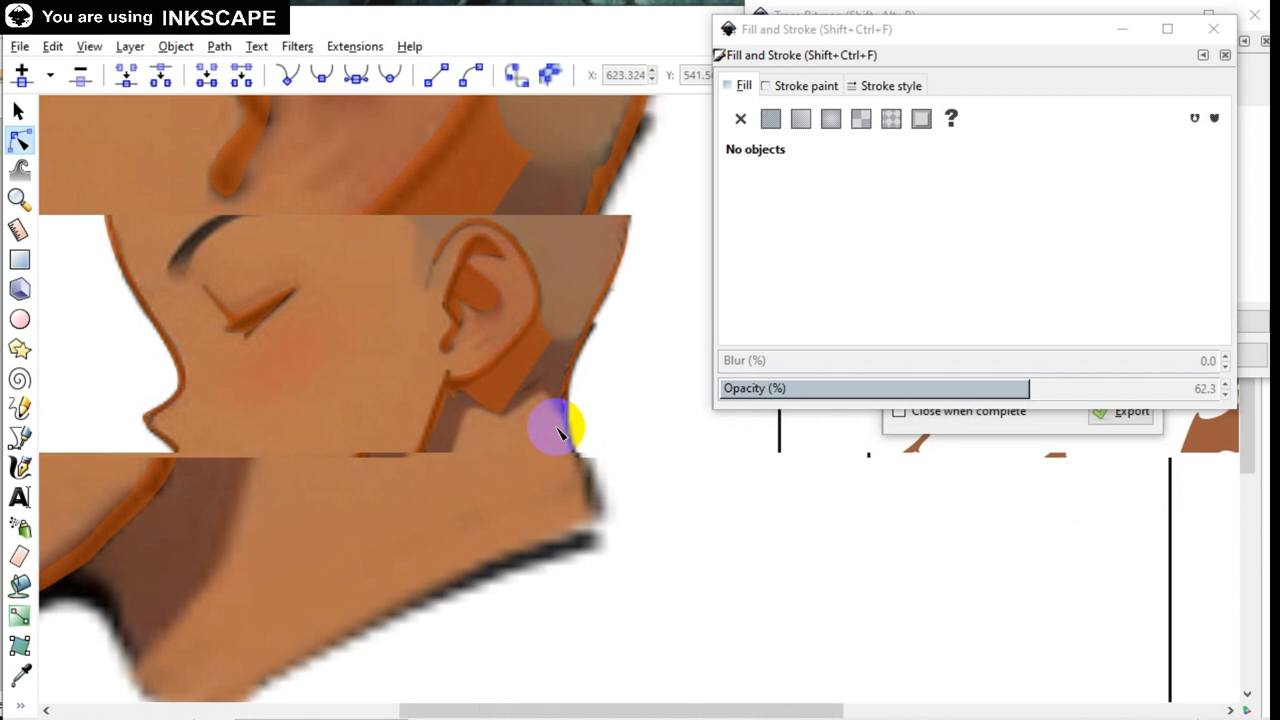 You are using INKSCAPE
Fill and Stroke (Shift+Ctrl+F)
File Edit View Layer Object Path Text Filters Extensions Help
Fill and Stroke (Shift+Ctrl+F)
X: 623.324 Y: 541.5
Fill Stroke paint Stroke style
No objects
Blur (%) 0.0
Opacity (%) 62.3
Close when complete Export